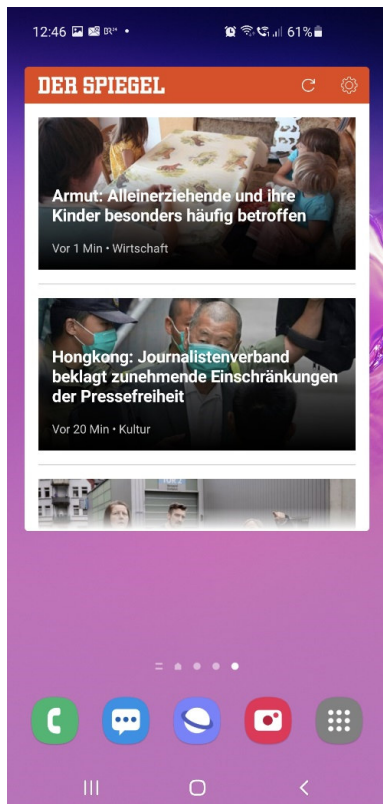 12:46
61%
DER SPIEGEL
Armut: Alleinerziehende und ihre
Kinder besonders häufig betroffen
Vor 1 Min • Wirtschaft
Hongkong: Journalistenverband
beklagt zunehmende Einschränkungen
der Pressefreiheit
Vor 20 Min • Kultur